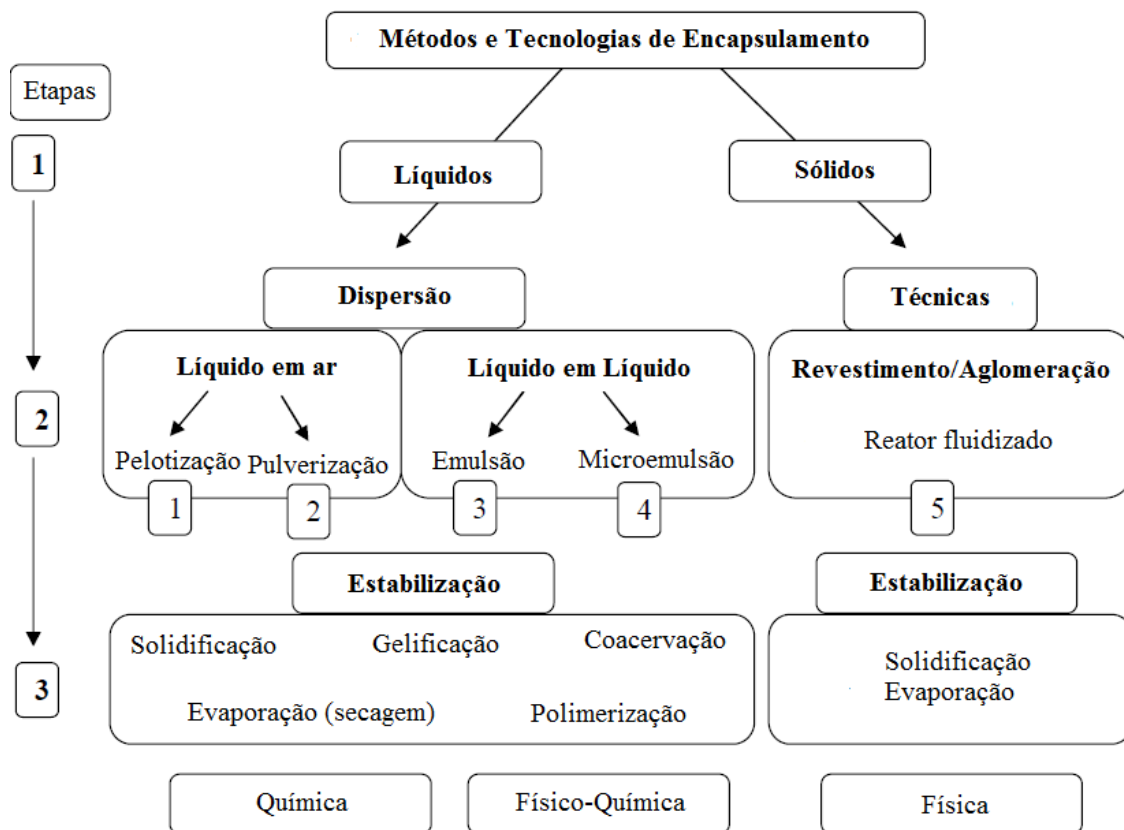 Métodos e Tecnologias de Encapsulamento
Etapas
1
Líquidos
Sólidos
Dispersão
Técnicas
Líquido em ar
Líquido em Líquido
Revestimento/Aglomeração
2
Pelotização
Pulverização
Emulsão
Microemulsão
Reator fluidizado
1
2
3
4
5
Estabilização
Estabilização
Solidificação
Gelificação
Coacervação
Solidificação
Evaporação
3
Evaporação (secagem)
Polimerização
Química
Físico-Química
Física